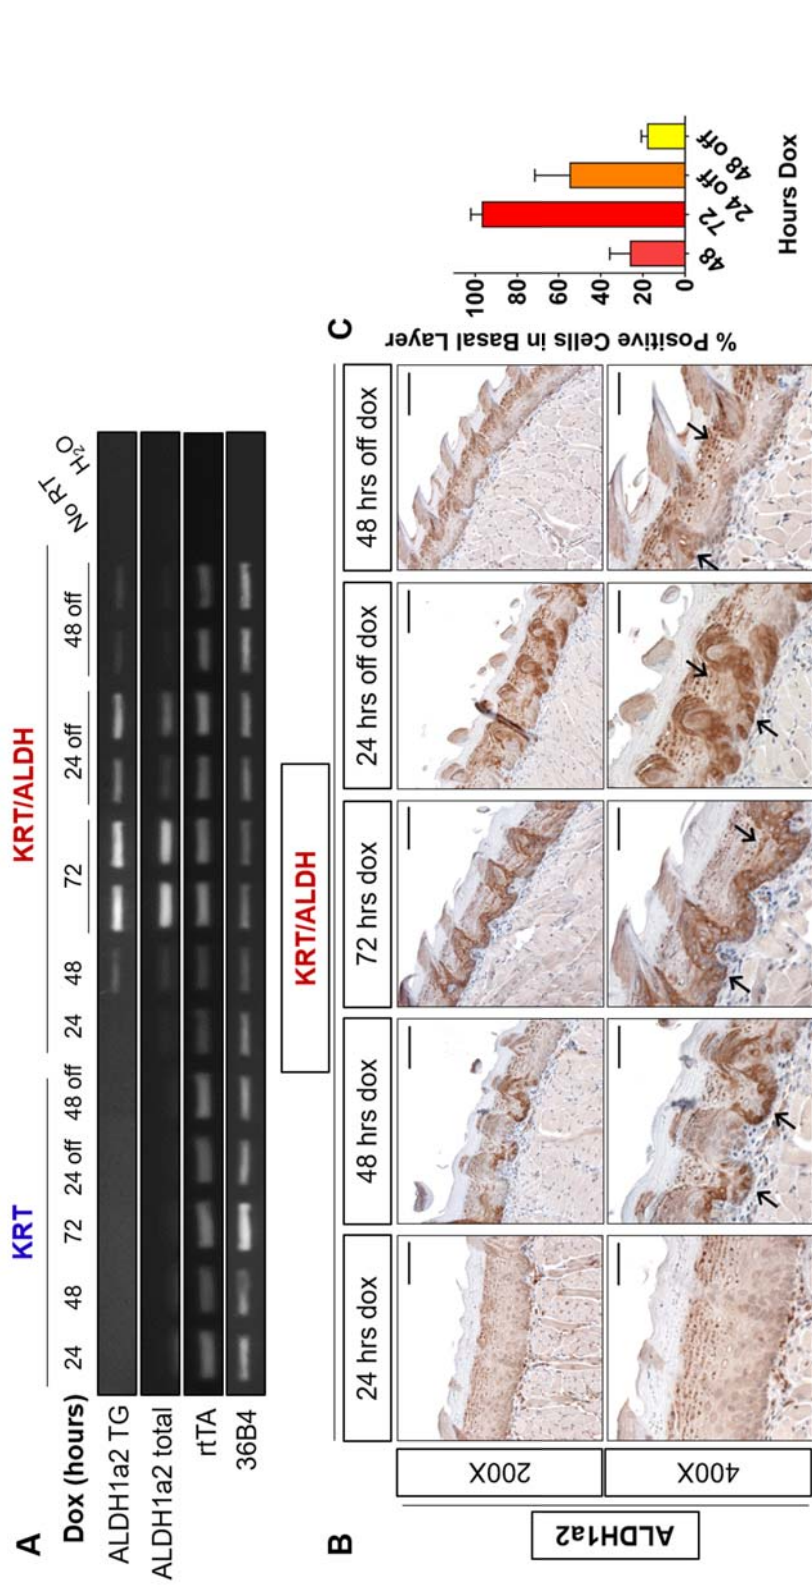 A
KRT
KRT/ALDH
Dox (hours)
24
48
72
24 off
48 off
24
48
72
24 off
48 off
No RT
H₂O
ALDH1a2 TG
ALDH1a2 total
rtTA
36B4
B
KRT/ALDH
24 hrs dox
48 hrs dox
72 hrs dox
24 hrs off dox
48 hrs off dox
ALDH1a2
200X
400X
C
% Positive Cells in Basal Layer
100
80
60
40
20
0
48
72
24 off
48 off
Hours Dox